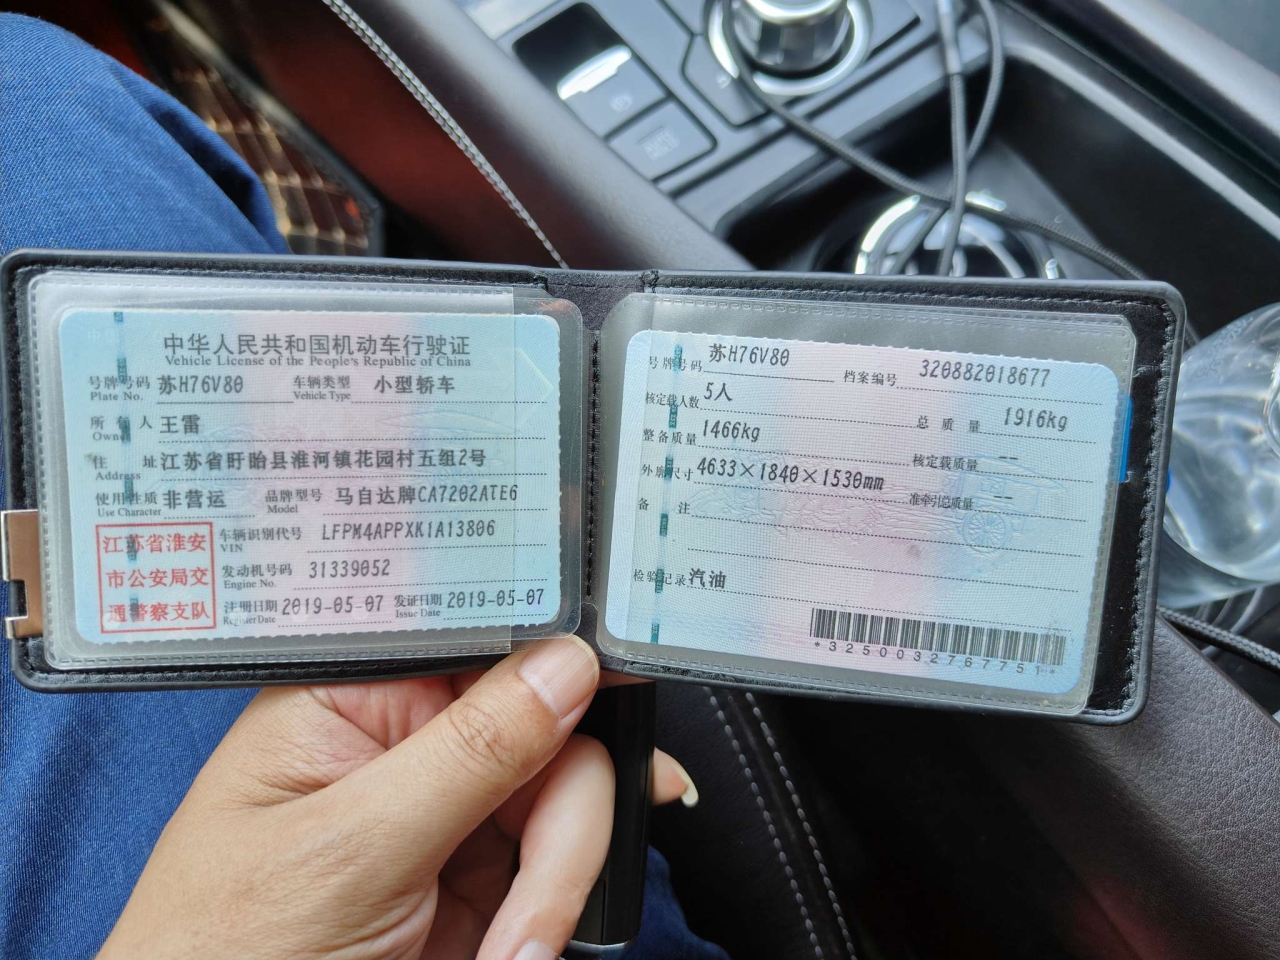 中华人民共和国机动车行驶证
Vehicle License of the People's Republic of China
号牌号码 苏H76V80 车辆类型 小型轿车
Plate No. Vehicle Type
所有人 王雷
Owner
住址 江苏省盱眙县淮河镇花园村五组2号
Address
使用性质 非营运 品牌型号 马自达牌CA7202ATE6
Use Character Model
江苏省淮安
市公安局交
通警察支队
车辆识别代号 LFPM4APPXK1A13806
VIN
发动机号码 31339052
Engine No.
注册日期 2019-05-07 发证日期 2019-05-07
Register Date Issue Date
号牌号码 苏H76V80 档案编号 320882018677
核定载人数 5人 总质量 1916kg
整备质量 1466kg 核定载质量 --
外廓尺寸 4633×1840×1530mm 准牵引总质量 --
备注
检验记录 汽油
*3250032767751*